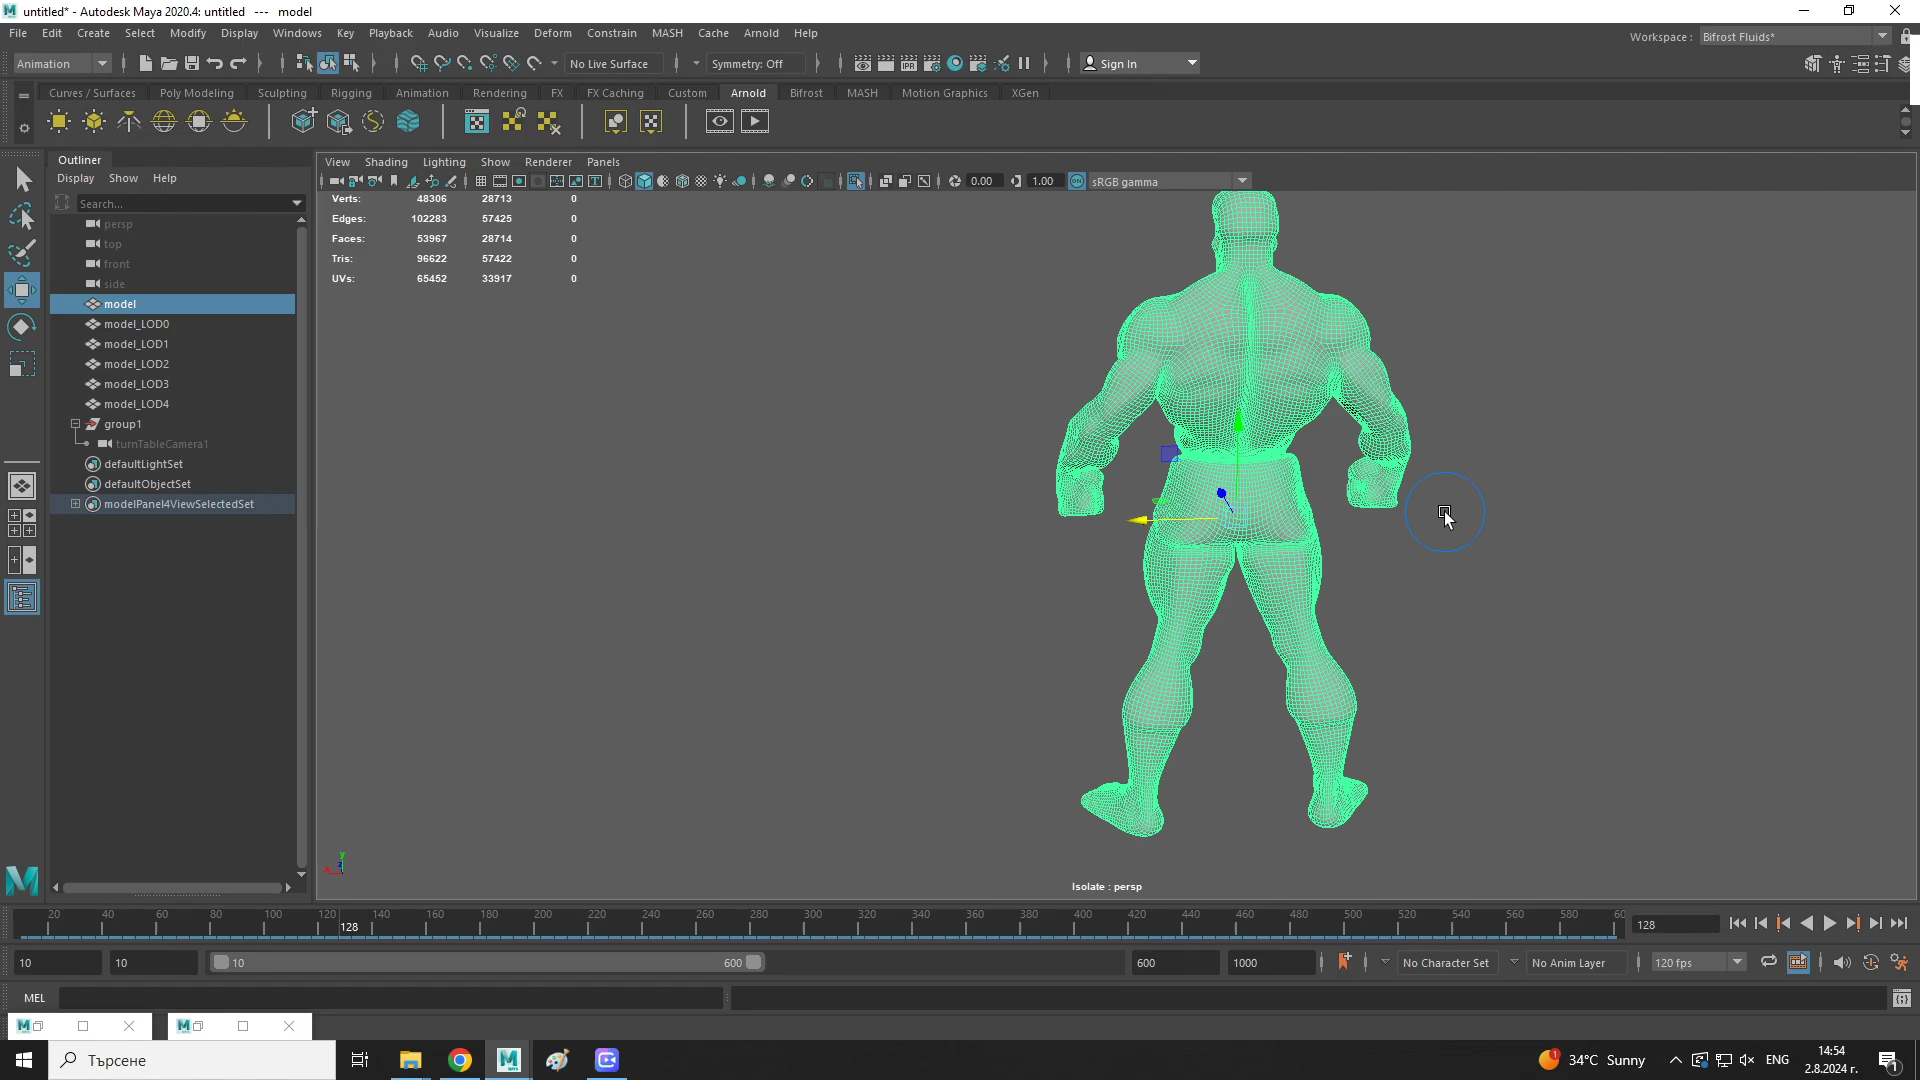 untitled* - Autodesk Maya 2020.4: untitled --- model
File Edit Create Select Modify Display Windows Key Playback Audio Visualize Deform Constrain MASH Cache Arnold Help
Workspace : Bifrost Fluids*
Animation No Live Surface Symmetry: Off Sign In
Curves / Surfaces Poly Modeling Sculpting Rigging Animation Rendering FX FX Caching Custom Arnold Bifrost MASH Motion Graphics XGen
Outliner
Display Show Help
Search...
persp
top
front
side
model
model_LOD0
model_LOD1
model_LOD2
model_LOD3
model_LOD4
group1
turnTableCamera1
defaultLightSet
defaultObjectSet
modelPanel4ViewSelectedSet
View Shading Lighting Show Renderer Panels
0.00 1.00 ON sRGB gamma
Verts: 48306 28713 0
Edges: 102283 57425 0
Faces: 53967 28714 0
Tris: 96622 57422 0
UVs: 65452 33917 0
y
z
x
Isolate : persp
20 40 60 80 100 120 140 160 180 200 220 240 260 280 300 320 340 360 380 400 420 440 460 480 500 520 540 560 580 60
128
128
10 10 10 600 600 1000 No Character Set No Anim Layer 120 fps
MEL
M M
Търсене
1 34°C Sunny ENG 14:54
2.8.2024 г. 1